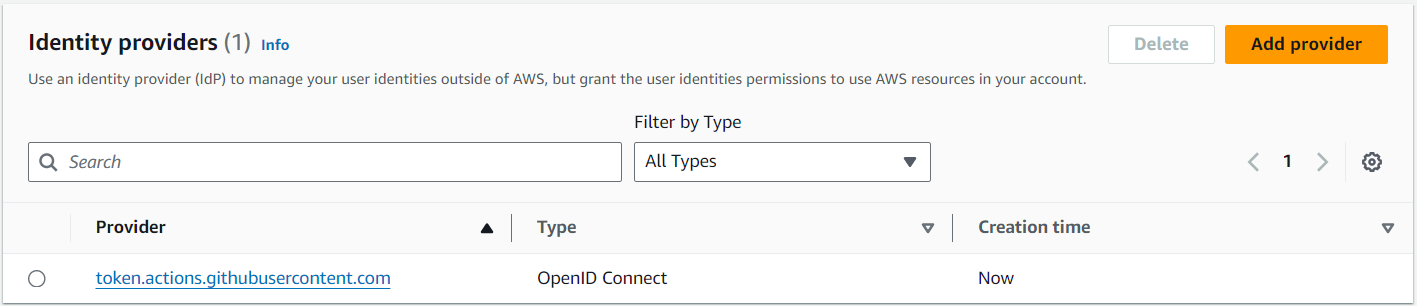 Identity providers (1) Info
Delete
Add provider
Use an identity provider (IdP) to manage your user identities outside of AWS, but grant the user identities permissions to use AWS resources in your account.
Filter by Type
Search
All Types
1
Provider Type Creation time
token.actions.githubusercontent.com OpenID Connect Now